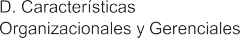 D. Características
Organizacionales y Gerenciales